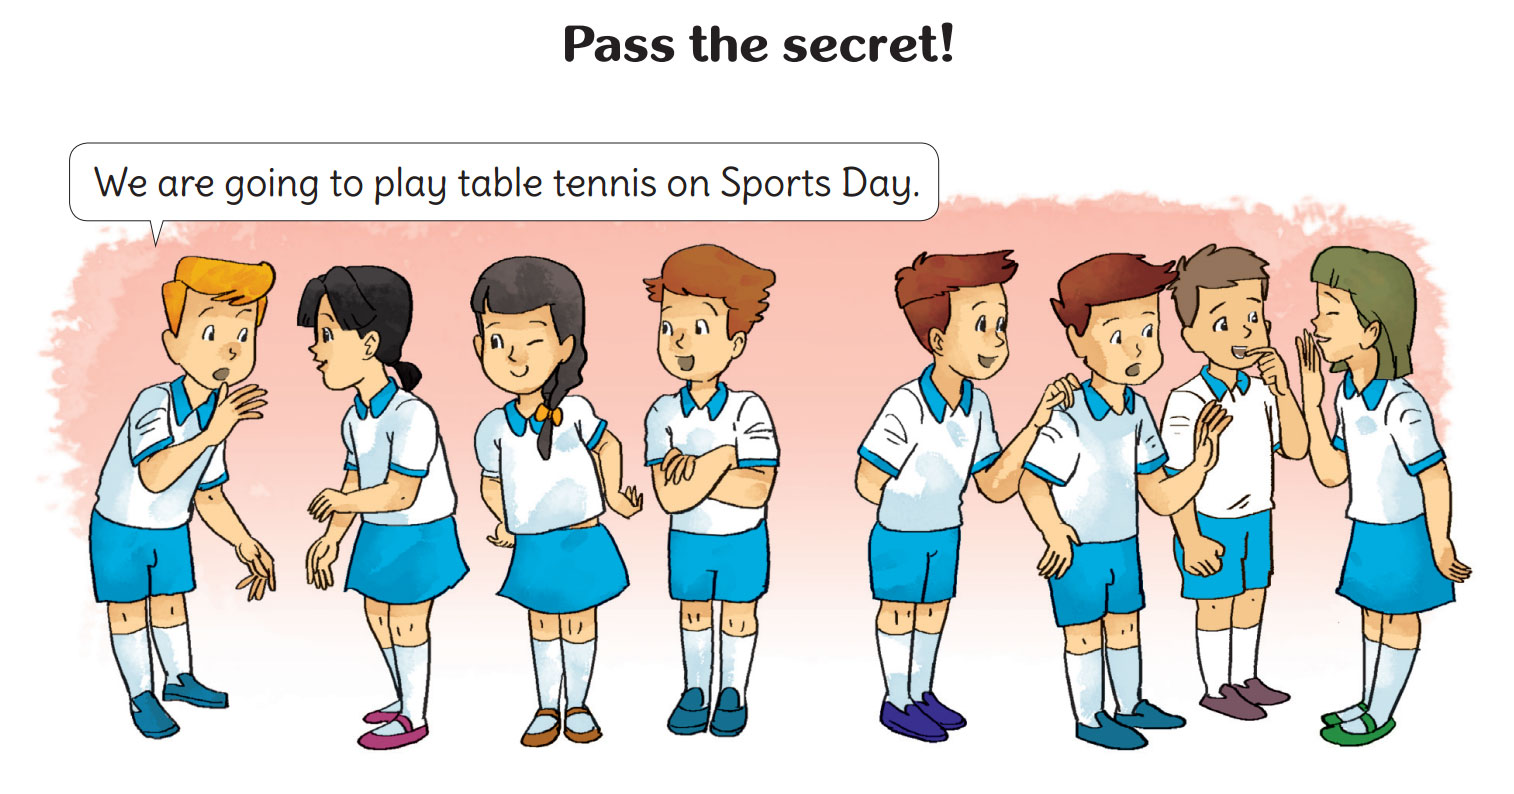 Pass the secret!
We are going to play table tennis on Sports Day.